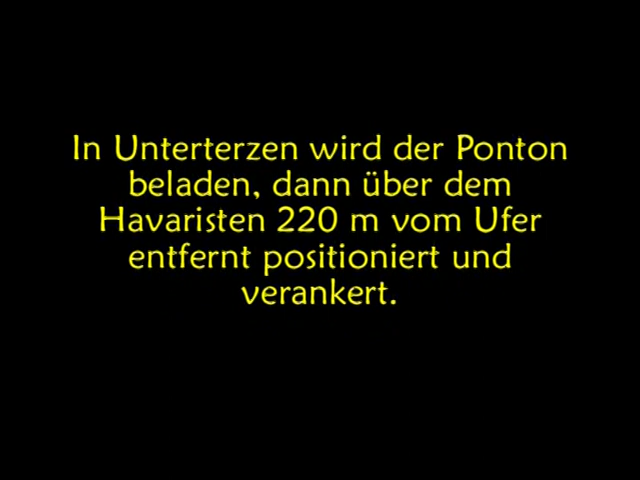 In Unterterzen wird der Ponton
beladen, dann über dem
Havaristen 220 m vom Ufer
entfernt positioniert und
verankert.